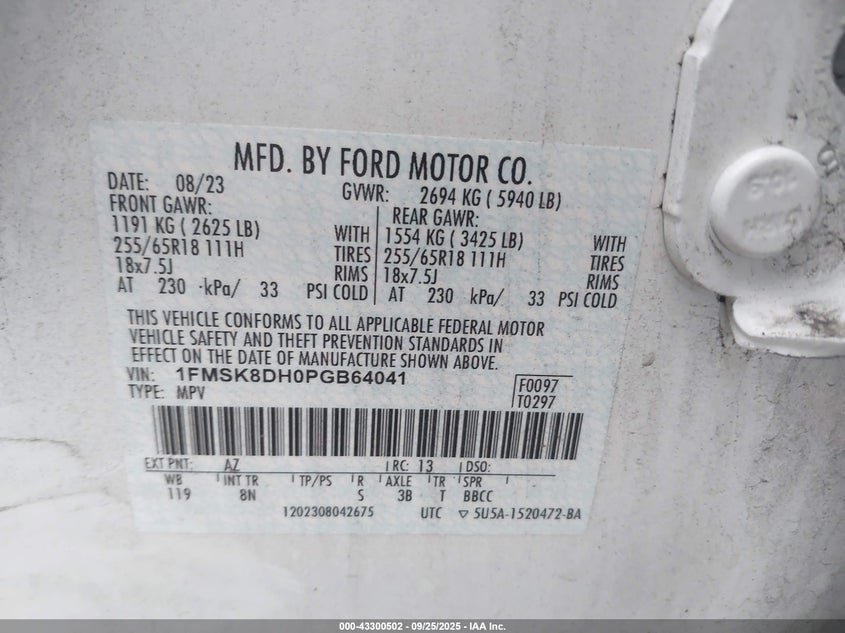 MFD. BY FORD MOTOR CO.
DATE: 08/23 GVWR: 2694 KG ( 5940 LB)
FRONT GAWR: REAR GAWR:
1191 KG ( 2625 LB) WITH 1554 KG ( 3425 LB) WITH
255/65R18 111H TIRES 255/65R18 111H TIRES
18x7.5J RIMS 18x7.5J RIMS
AT 230 kPa/ 33 PSI COLD AT 230 kPa/ 33 PSI COLD
THIS VEHICLE CONFORMS TO ALL APPLICABLE FEDERAL MOTOR
VEHICLE SAFETY AND THEFT PREVENTION STANDARDS IN
EFFECT ON THE DATE OF MANUFACTURE SHOWN ABOVE.
VIN: 1FMSK8DH0PGB64041 F0097
TYPE: MPV T0297
EXT PNT: AZ RC: 13 DSO:
WB INT TR TP/PS R AXLE TR SPR
119 8N S 3B T BBCC
1202308042675 UTC ▽ 5U5A-1520472-BA
000-43300502 - 09/25/2025 - IAA Inc.